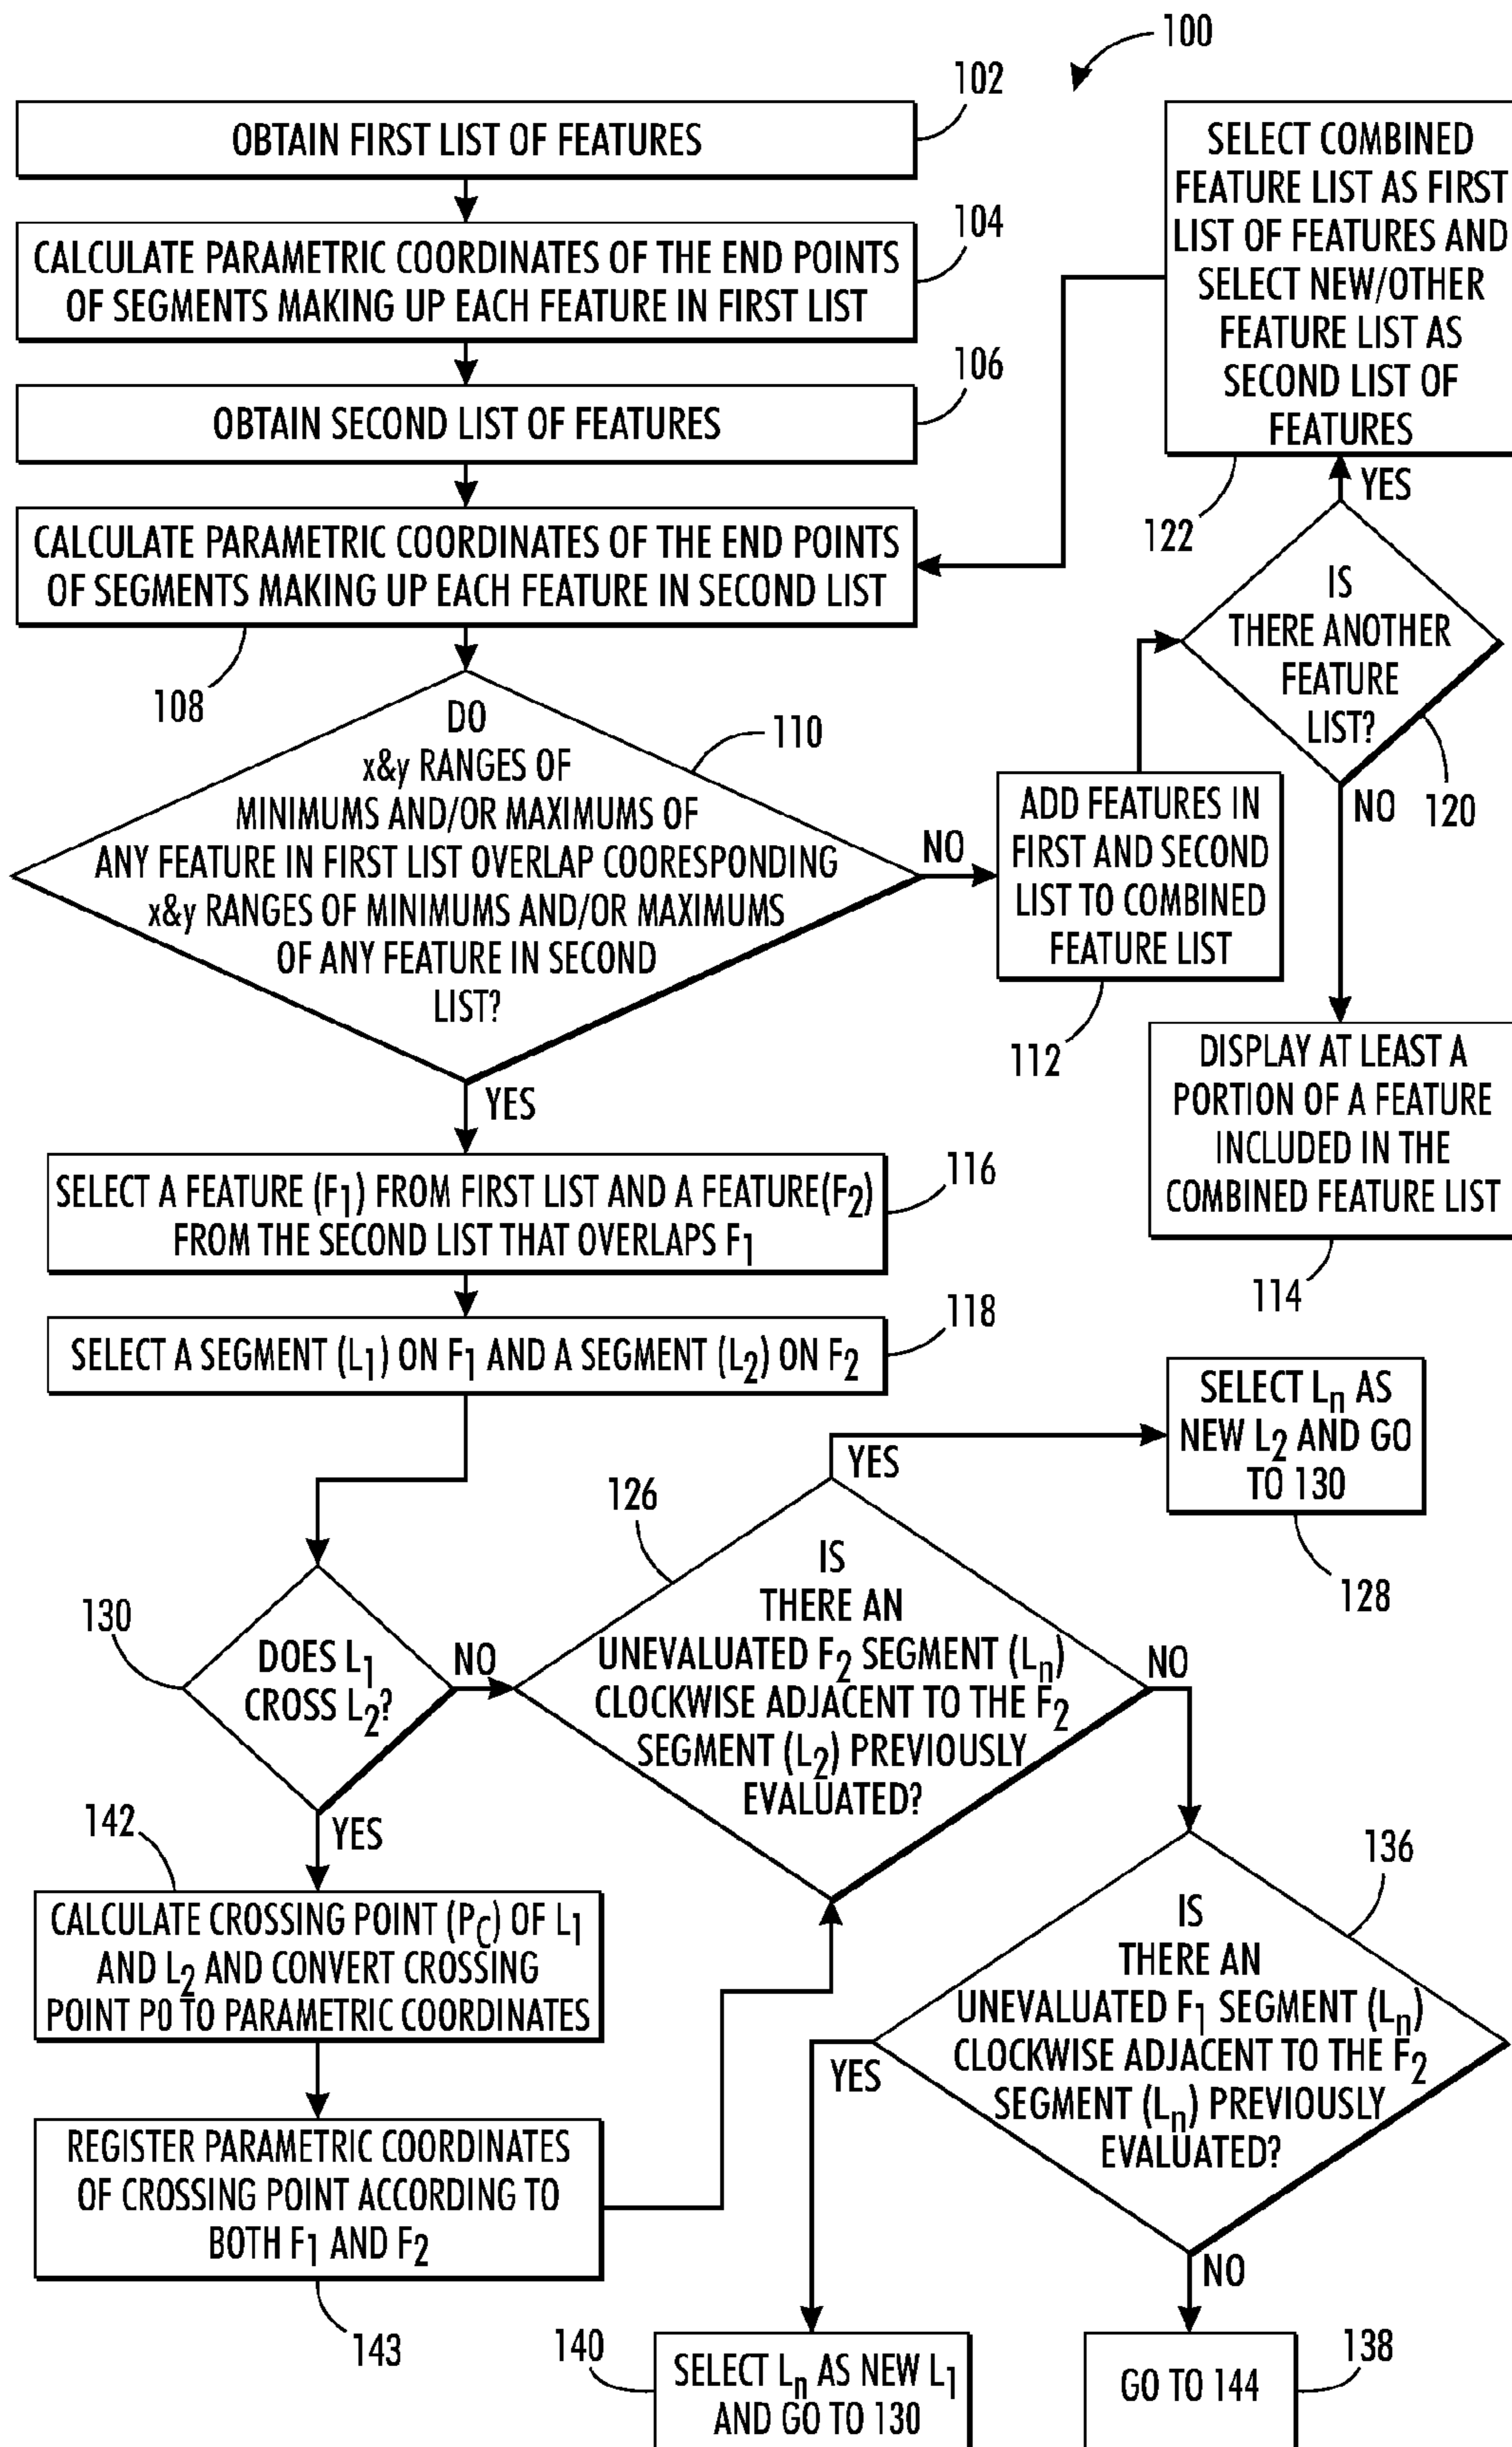 100
102
OBTAIN FIRST LIST OF FEATURES
104
CALCULATE PARAMETRIC COORDINATES OF THE END POINTS
OF SEGMENTS MAKING UP EACH FEATURE IN FIRST LIST
106
OBTAIN SECOND LIST OF FEATURES
CALCULATE PARAMETRIC COORDINATES OF THE END POINTS
OF SEGMENTS MAKING UP EACH FEATURE IN SECOND LIST
108
SELECT COMBINED
FEATURE LIST AS FIRST
LIST OF FEATURES AND
SELECT NEW/OTHER
FEATURE LIST AS
SECOND LIST OF
FEATURES
122
YES
IS
THERE ANOTHER
FEATURE
LIST?
NO
120
DO
x&y RANGES OF
MINIMUMS AND/OR MAXIMUMS OF
ANY FEATURE IN FIRST LIST OVERLAP COORESPONDING
x&y RANGES OF MINIMUMS AND/OR MAXIMUMS
OF ANY FEATURE IN SECOND
LIST?
110
NO
YES
ADD FEATURES IN
FIRST AND SECOND
LIST TO COMBINED
FEATURE LIST
112
DISPLAY AT LEAST A
PORTION OF A FEATURE
INCLUDED IN THE
COMBINED FEATURE LIST
114
SELECT A FEATURE (F1) FROM FIRST LIST AND A FEATURE(F2)
FROM THE SECOND LIST THAT OVERLAPS F1
116
SELECT A SEGMENT (L1) ON F1 AND A SEGMENT (L2) ON F2
118
SELECT Ln AS
NEW L2 AND GO
TO 130
128
126
YES
IS
THERE AN
UNEVALUATED F2 SEGMENT (Ln)
CLOCKWISE ADJACENT TO THE F2
SEGMENT (L2) PREVIOUSLY
EVALUATED?
NO
130
DOES L1
CROSS L2?
NO
YES
142
CALCULATE CROSSING POINT (PC) OF L1
AND L2 AND CONVERT CROSSING
POINT P0 TO PARAMETRIC COORDINATES
REGISTER PARAMETRIC COORDINATES
OF CROSSING POINT ACCORDING TO
BOTH F1 AND F2
143
136
IS
THERE AN
UNEVALUATED F1 SEGMENT (Ln)
CLOCKWISE ADJACENT TO THE F2
SEGMENT (Ln) PREVIOUSLY
EVALUATED?
YES
NO
140
SELECT Ln AS NEW L1
AND GO TO 130
GO TO 144
138